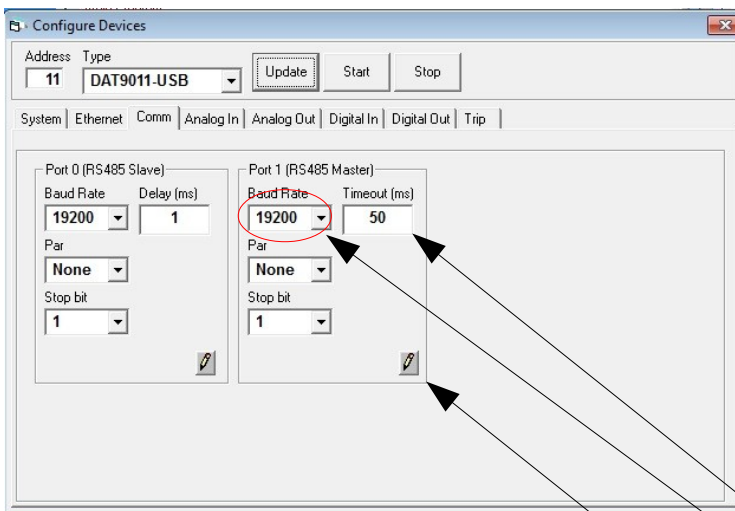 Configure Devices
Address Type
11 DAT9011-USB Update Start Stop
System Ethernet Comm Analog In Analog Out Digital In Digital Out Trip
Port 0 (RS485 Slave)
Baud Rate Delay (ms)
19200 1
Par
None
Stop bit
1
Port 1 (RS485 Master)
Baud Rate Timeout (ms)
19200 50
Par
None
Stop bit
1